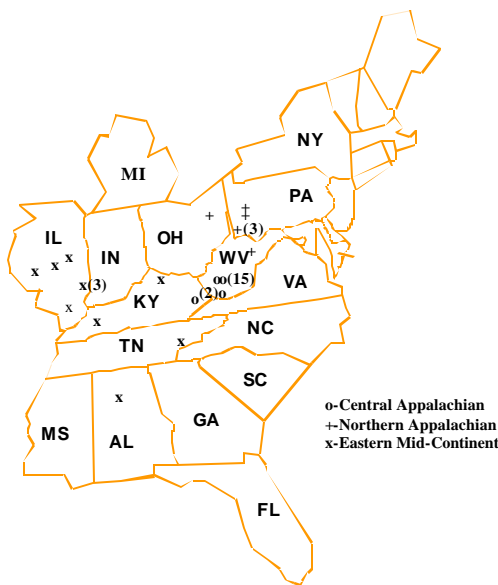 NY
MI
PA
‡
+
+(3)
IL
OH
IN
WV
+
x
x
x
x
x(3)
oo(15)
KY
VA
o(2)o
x
x
NC
TN
x
SC
x
o-Central Appalachian
GA
+-Northern Appalachian
MS
AL
x-Eastern Mid-Continent
FL